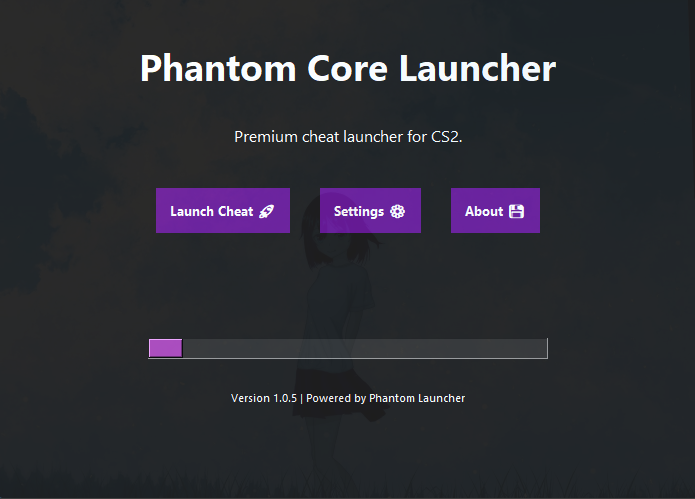 Phantom Core Launcher
Premium cheat launcher for CS2.
Launch Cheat 🚀 Settings ⚙ About 💾
Version 1.0.5 | Powered by Phantom Launcher